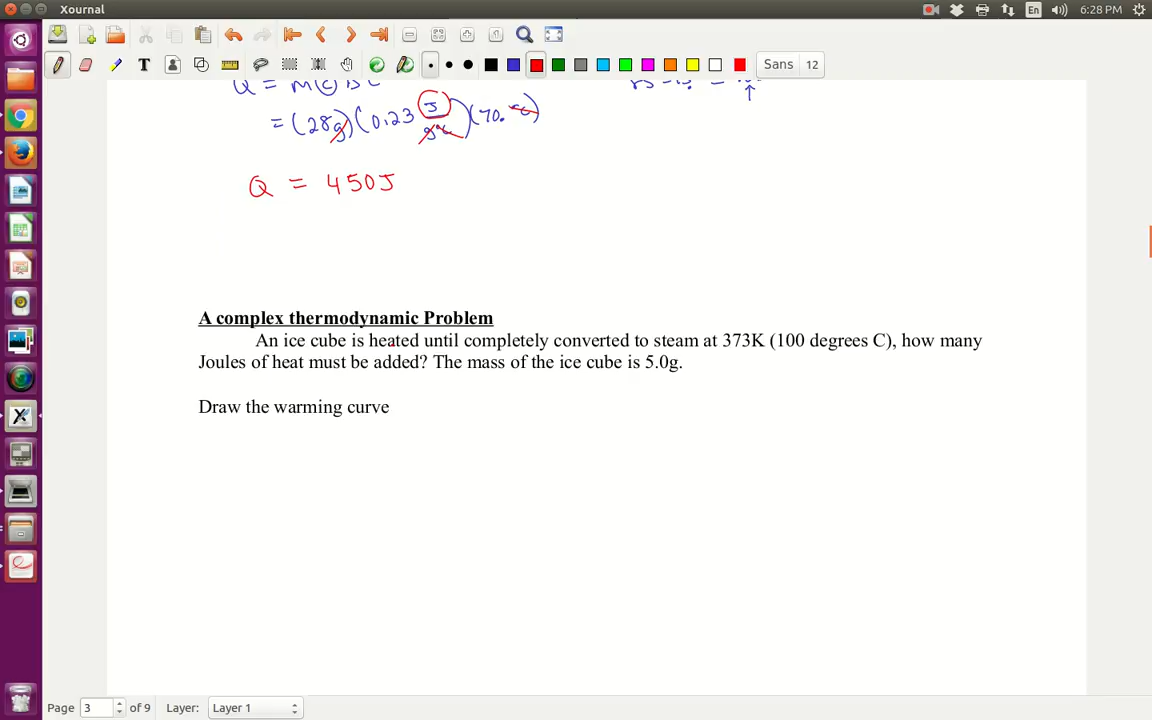 Xournal
En
6:28 PM
Sans 12
= (28g) (0.23 J/g°C) (70. °C)
Q = 450J
A complex thermodynamic Problem
An ice cube is heated until completely converted to steam at 373K (100 degrees C), how many
Joules of heat must be added? The mass of the ice cube is 5.0g.
Draw the warming curve
Page 3 of 9 Layer: Layer 1